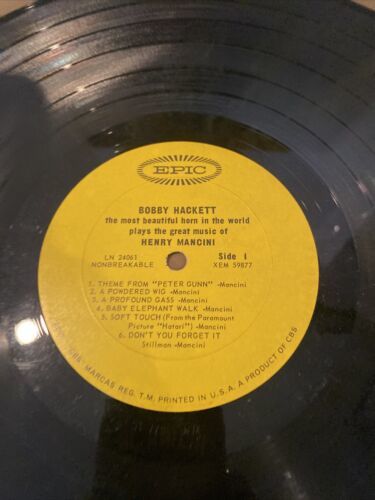 EPIC
BOBBY HACKETT
the most beautiful horn in the world
plays the great music of
HENRY MANCINI
LN 24061
NONBREAKABLE
Side 1
XEM 59877
1. THEME FROM "PETER GUNN" -Mancini
2. A POWDERED WIG -Mancini
3. A PROFOUND GASS -Mancini
4. BABY ELEPHANT WALK -Mancini
5. SOFT TOUCH (From the Paramount
Picture "Hatari") -Mancini
6. DON'T YOU FORGET IT
Stillman -Mancini
MARCAS REG. T.M. PRINTED IN U.S.A. A PRODUCT OF CBS